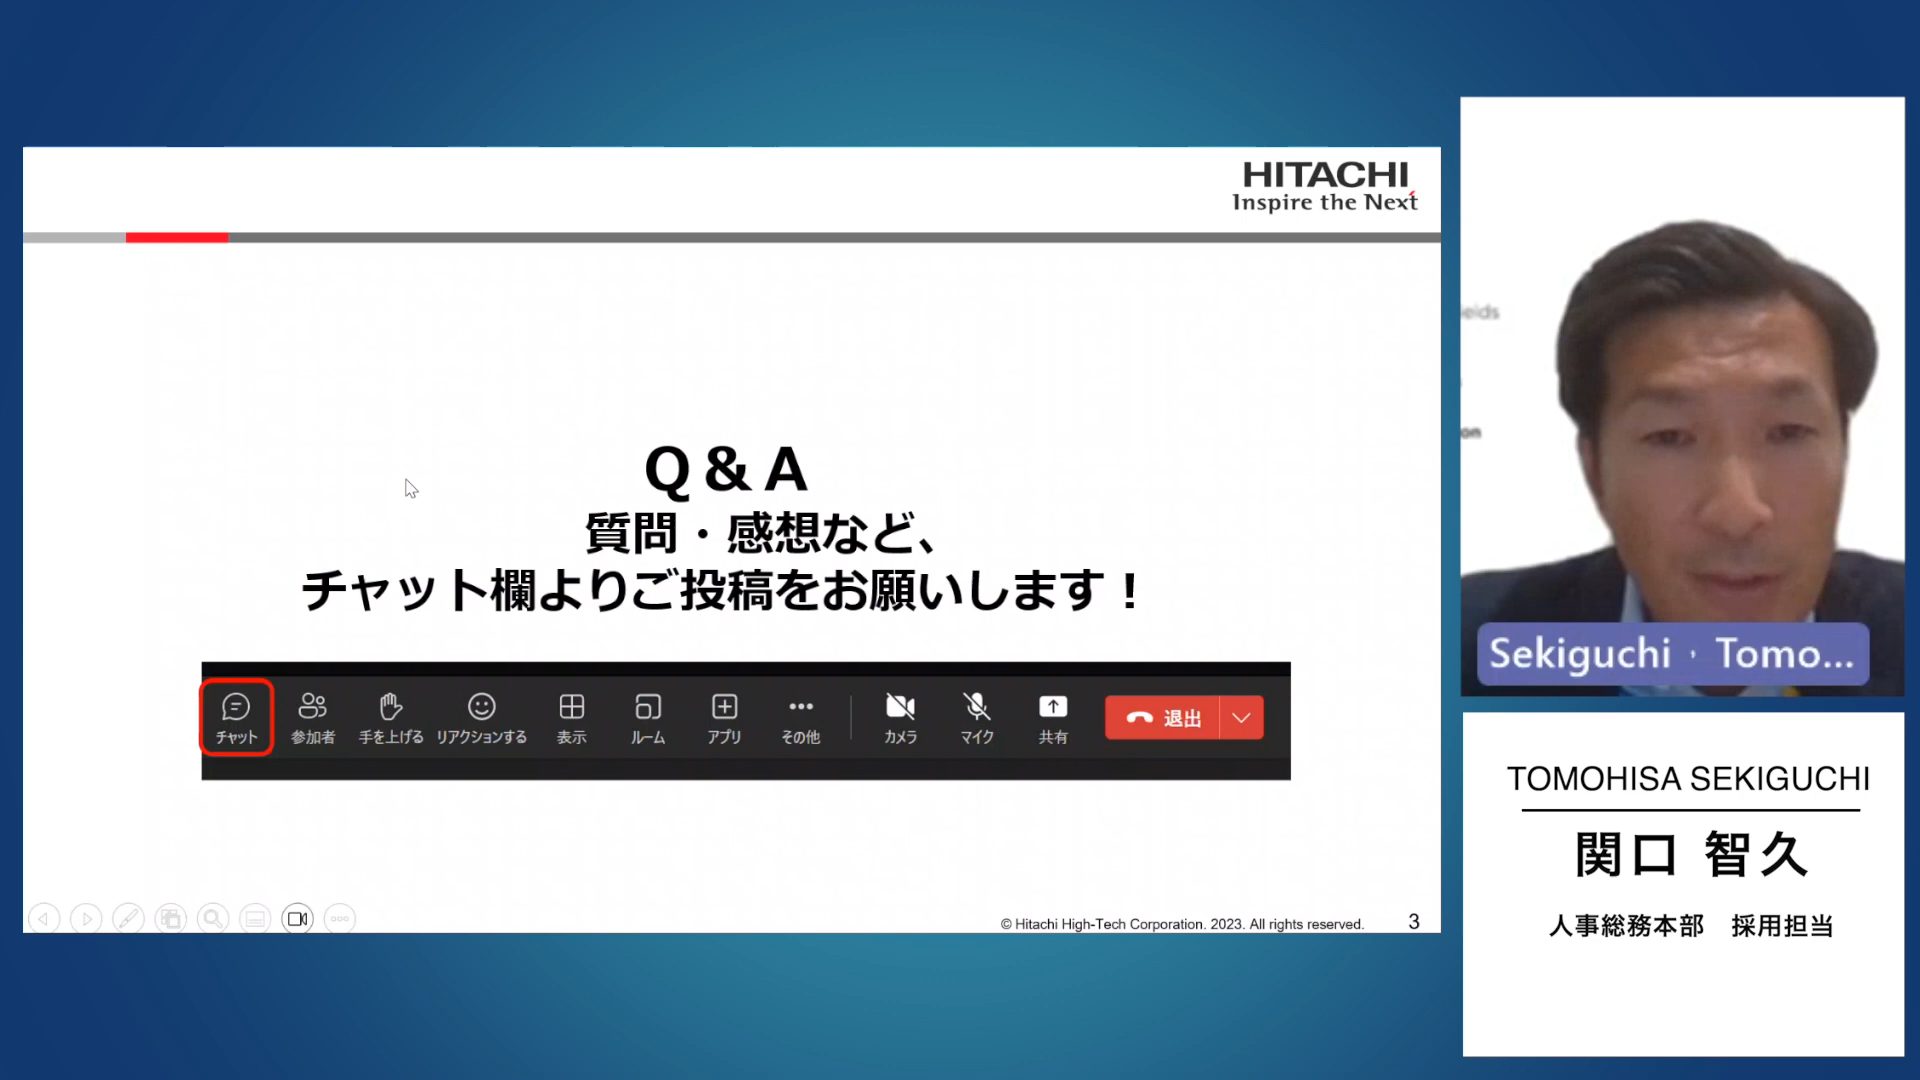 HITACHI
Inspire the Next
Q&A
質問・感想など、
チャット欄よりご投稿をお願いします！
チャット 参加者 手を上げる リアクションする 表示 ルーム アプリ その他 カメラ マイク 共有 退出
© Hitachi High-Tech Corporation. 2023. All rights reserved. 3
Sekiguchi・Tomo...
TOMOHISA SEKIGUCHI
関口 智久
人事総務本部 採用担当